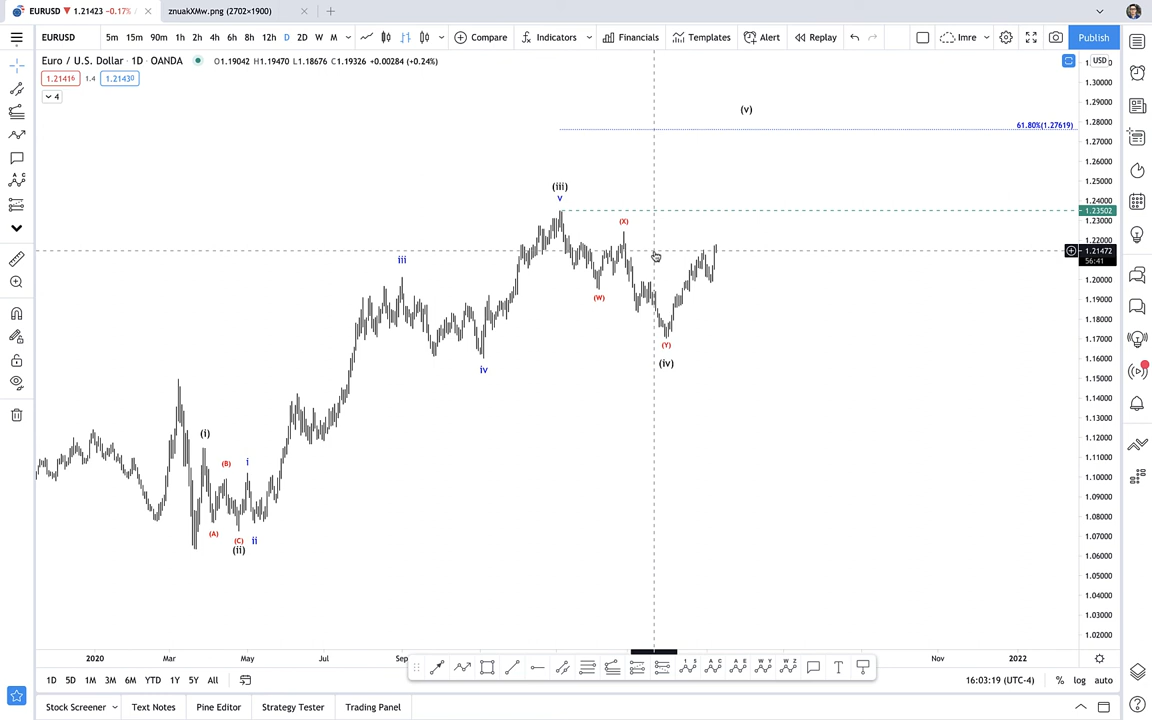 EURUSD ▼ 1.21423 -0.17% /
znuakXMw.png (2702×1900)
EURUSD 5m 15m 90m 1h 2h 4h 6h 8h 12h D 2D W M Compare Indicators Financials Templates Alert Replay Imre Publish
Euro / U.S. Dollar · 1D · OANDA O1.19042 H1.19470 L1.18676 C1.19326 +0.00284 (+0.24%)
USD
1.21416 1.4 1.21430
4
1.30000
1.29000
1.28000
1.27000
1.26000
1.25000
1.24000
1.23502
1.23000
1.22000
1.21472
56:41
1.20000
1.19000
1.18000
1.17000
1.16000
1.15000
1.14000
1.13000
1.12000
1.11000
1.10000
1.09000
1.08000
1.07000
1.06000
1.05000
1.04000
1.03000
1.02000
(v)
61.80%(1.27619)
(iii)
v
(X)
iii
(W)
(Y)
(iv)
iv
(i)
(B)
i
(A)
(C)
ii
(ii)
2020 Mar May Jul Sep Nov 2022
1D 5D 1M 3M 6M YTD 1Y 5Y All
16:03:19 (UTC-4) % log auto
Stock Screener Text Notes Pine Editor Strategy Tester Trading Panel